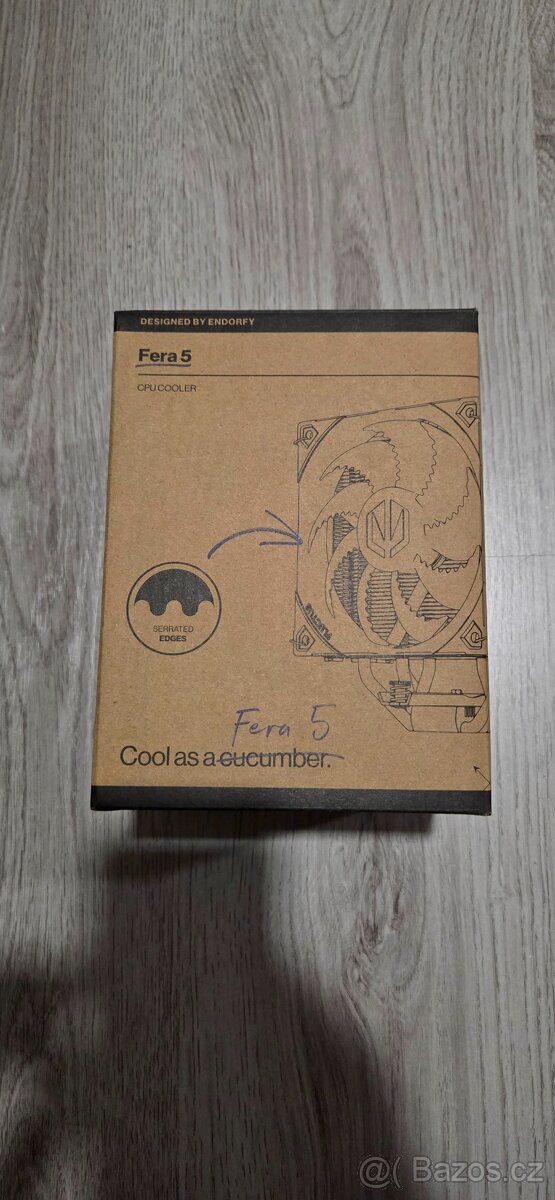 DESIGNED BY ENDORFY
Fera 5
CPU COOLER
SERRATED
EDGES
Fera 5
Cool as a cucumber.
@( Bazos.cz